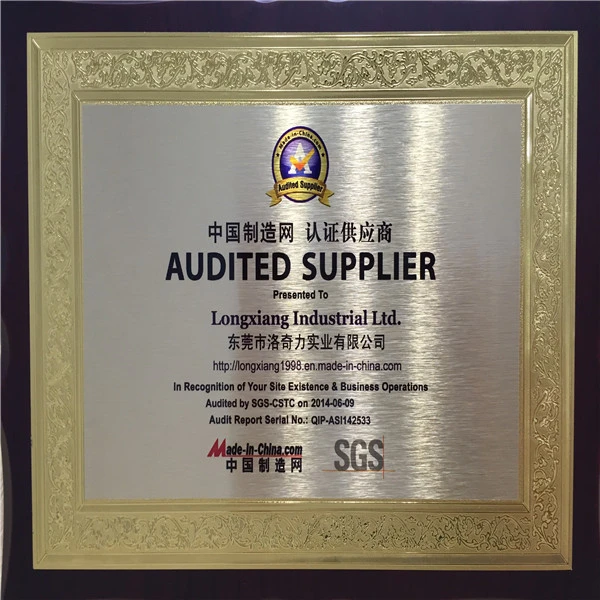 Made-in-China.com
Audited Supplier
中国制造网 认证供应商
AUDITED SUPPLIER
Presented To
Longxiang Industrial Ltd.
东莞市洛奇力实业有限公司
http://longxiang1998.en.made-in-china.com
In Recognition of Your Site Existence & Business Operations
Audited by SGS-CSTC on 2014-06-09
Audit Report Serial No.: QIP-ASI142533
Made-in-China.com
中国制造网
SGS